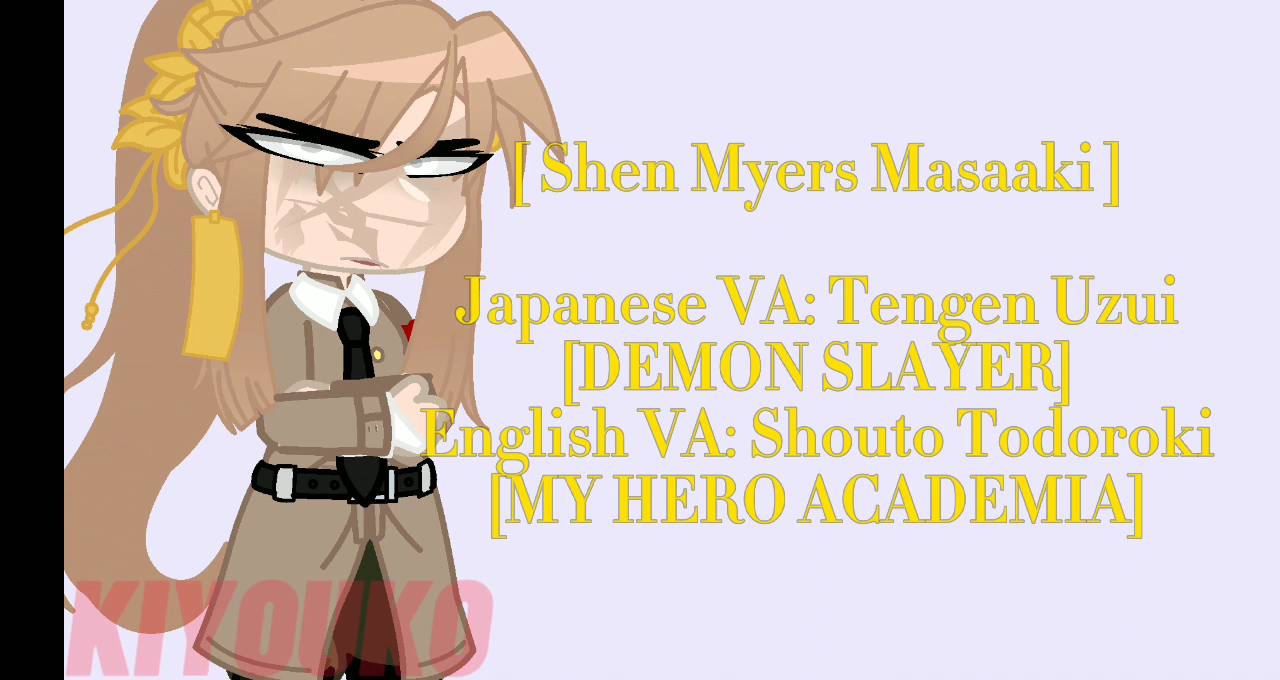 [ Shen Myers Masaaki ]
Japanese VA: Tengen Uzui
[DEMON SLAYER]
English VA: Shouto Todoroki
[MY HERO ACADEMIA]
KIYOUKO